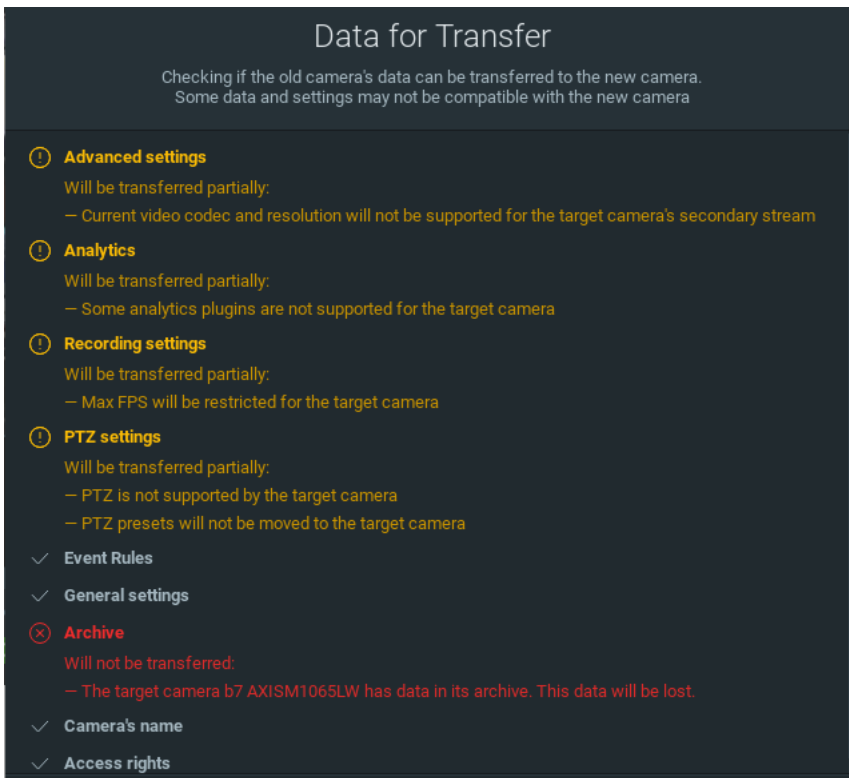 Data for Transfer
Checking if the old camera's data can be transferred to the new camera.
Some data and settings may not be compatible with the new camera
Advanced settings
Will be transferred partially:
— Current video codec and resolution will not be supported for the target camera's secondary stream
Analytics
Will be transferred partially:
— Some analytics plugins are not supported for the target camera
Recording settings
Will be transferred partially:
— Max FPS will be restricted for the target camera
PTZ settings
Will be transferred partially:
— PTZ is not supported by the target camera
— PTZ presets will not be moved to the target camera
Event Rules
General settings
Archive
Will not be transferred:
— The target camera b7 AXISM1065LW has data in its archive. This data will be lost.
Camera's name
Access rights